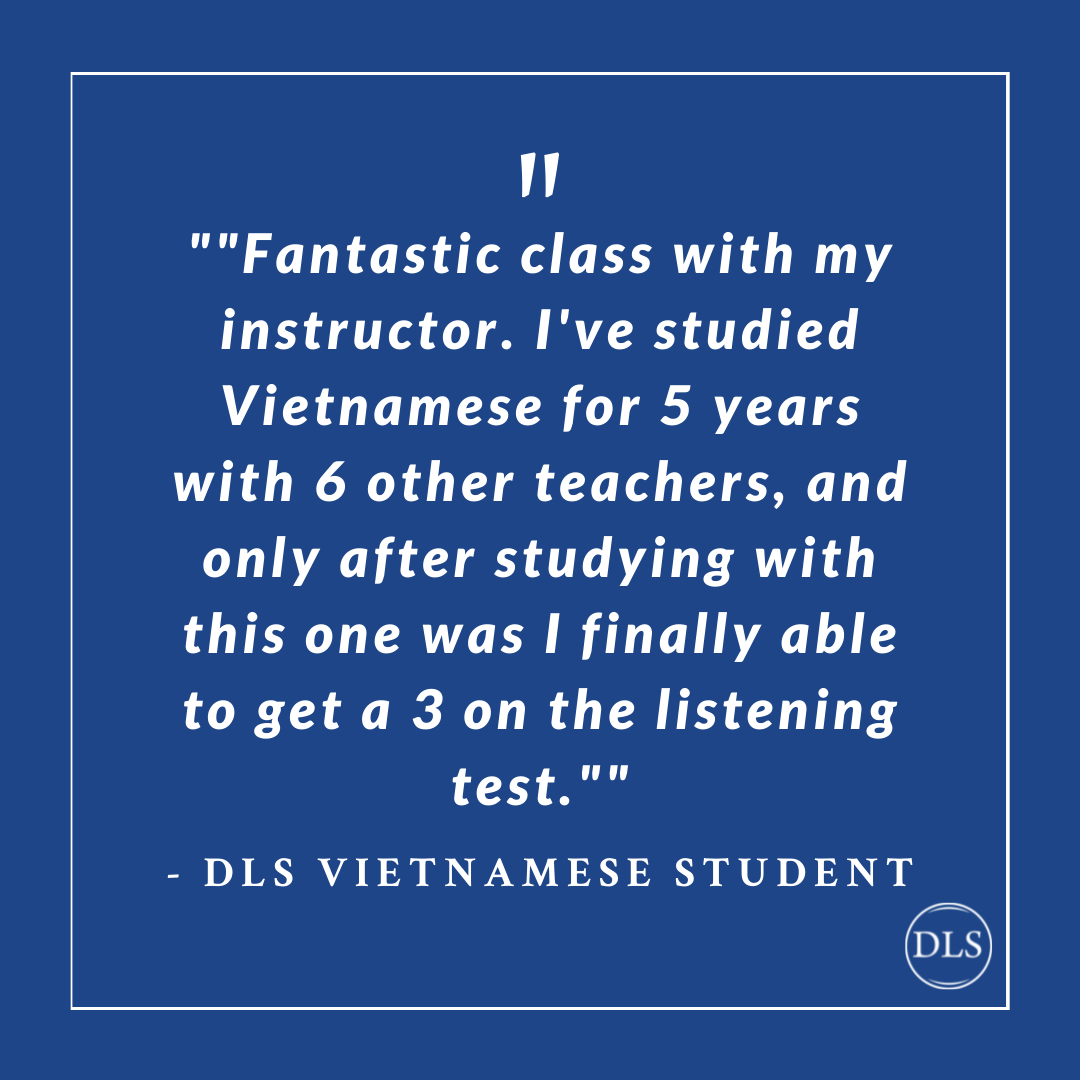 "
""Fantastic class with my
instructor. I've studied
Vietnamese for 5 years
with 6 other teachers, and
only after studying with
this one was I finally able
to get a 3 on the listening
test.""
- DLS VIETNAMESE STUDENT
DLS